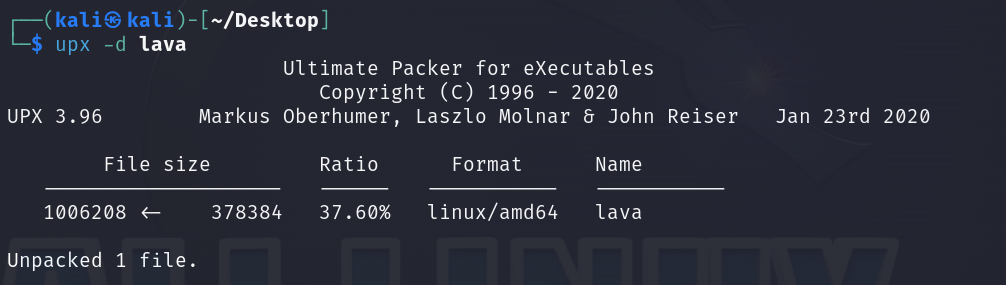 ┌──(kali㉿kali)-[~/Desktop]
└─$ upx -d lava
Ultimate Packer for eXecutables
Copyright (C) 1996 - 2020
UPX 3.96 Markus Oberhumer, Laszlo Molnar & John Reiser Jan 23rd 2020
File size Ratio Format Name
-------------------- ------ ----------- -----------
1006208 <- 378384 37.60% linux/amd64 lava
Unpacked 1 file.